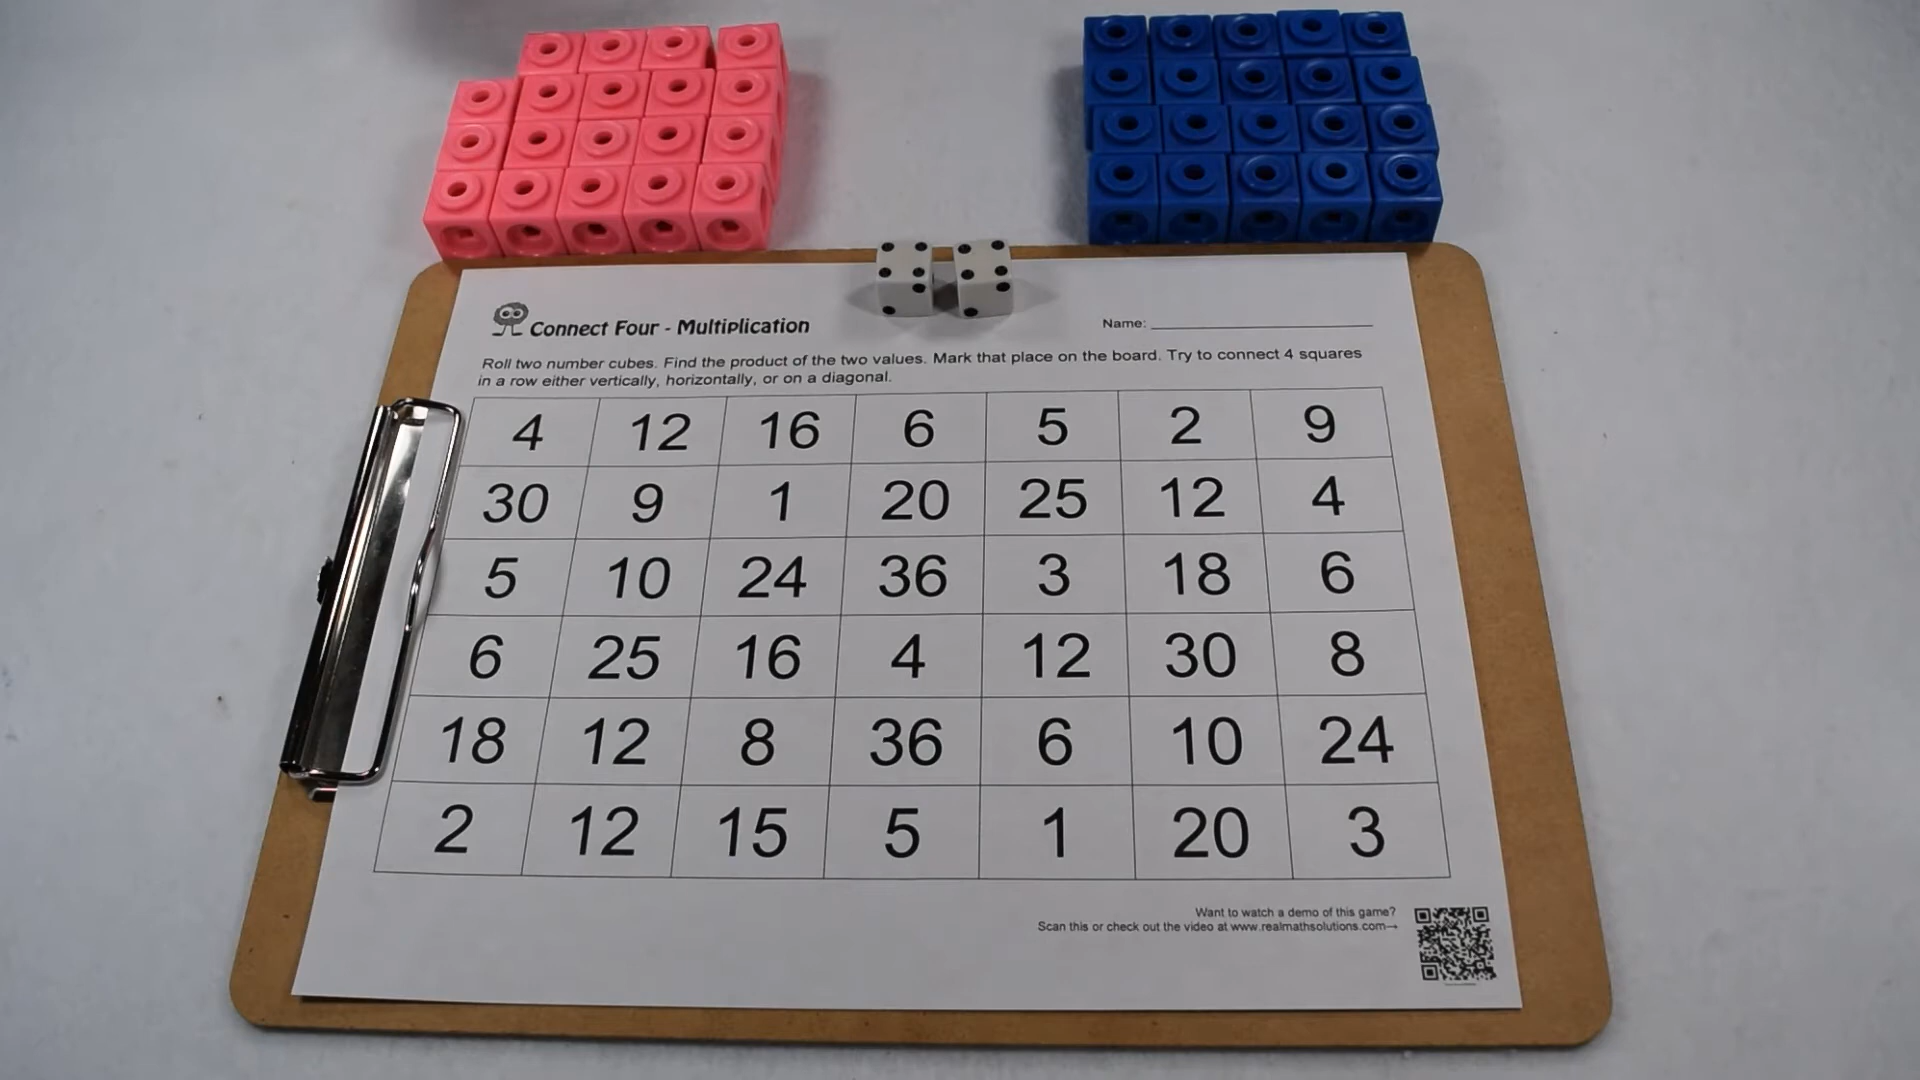 Connect Four - Multiplication
Name:
Roll two number cubes. Find the product of the two values. Mark that place on the board. Try to connect 4 squares
in a row either vertically, horizontally, or on a diagonal.
4 12 16 6 5 2 9
30 9 1 20 25 12 4
5 10 24 36 3 18 6
6 25 16 4 12 30 8
18 12 8 36 6 10 24
2 12 15 5 1 20 3
Want to watch a demo of this game?
Scan this or check out the video at www.realmathsolutions.com→